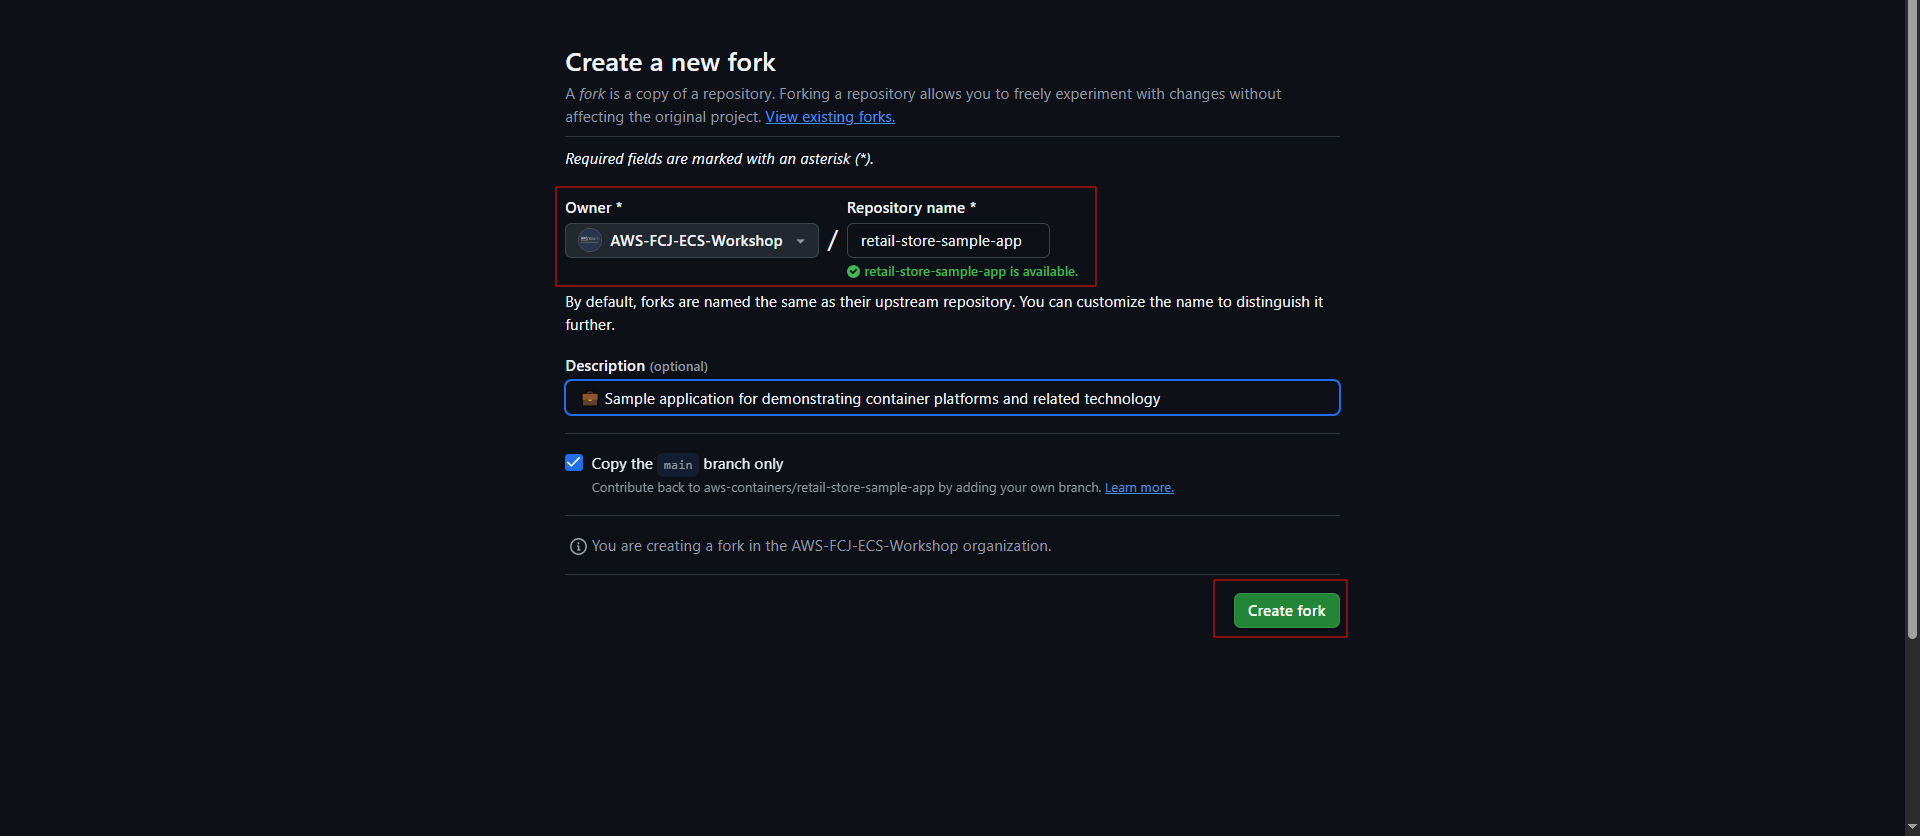 Create a new fork
A fork is a copy of a repository. Forking a repository allows you to freely experiment with changes without
affecting the original project. View existing forks.
Required fields are marked with an asterisk (*).
Owner * Repository name *
AWS-FCJ-ECS-Workshop / retail-store-sample-app
retail-store-sample-app is available.
By default, forks are named the same as their upstream repository. You can customize the name to distinguish it
further.
Description (optional)
💼 Sample application for demonstrating container platforms and related technology
Copy the main branch only
Contribute back to aws-containers/retail-store-sample-app by adding your own branch. Learn more.
You are creating a fork in the AWS-FCJ-ECS-Workshop organization.
Create fork